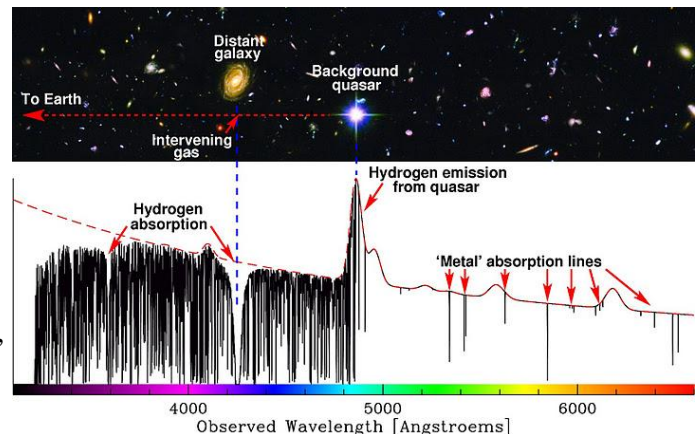 Distant
galaxy
Background
quasar
To Earth
Intervening
gas
Hydrogen emission
from quasar
Hydrogen
absorption
'Metal' absorption lines
4000
5000
6000
Observed Wavelength [Angstroems]